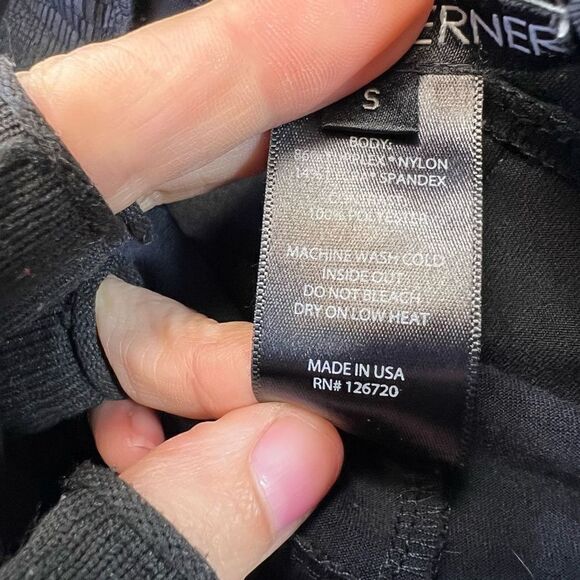 ERNER
S
BODY:
NYLON
SPANDEX
100%
MACHINE WASH COLD
INSIDE OUT
DO NOT BLEACH
DRY ON LOW HEAT
MADE IN USA
RN# 126720